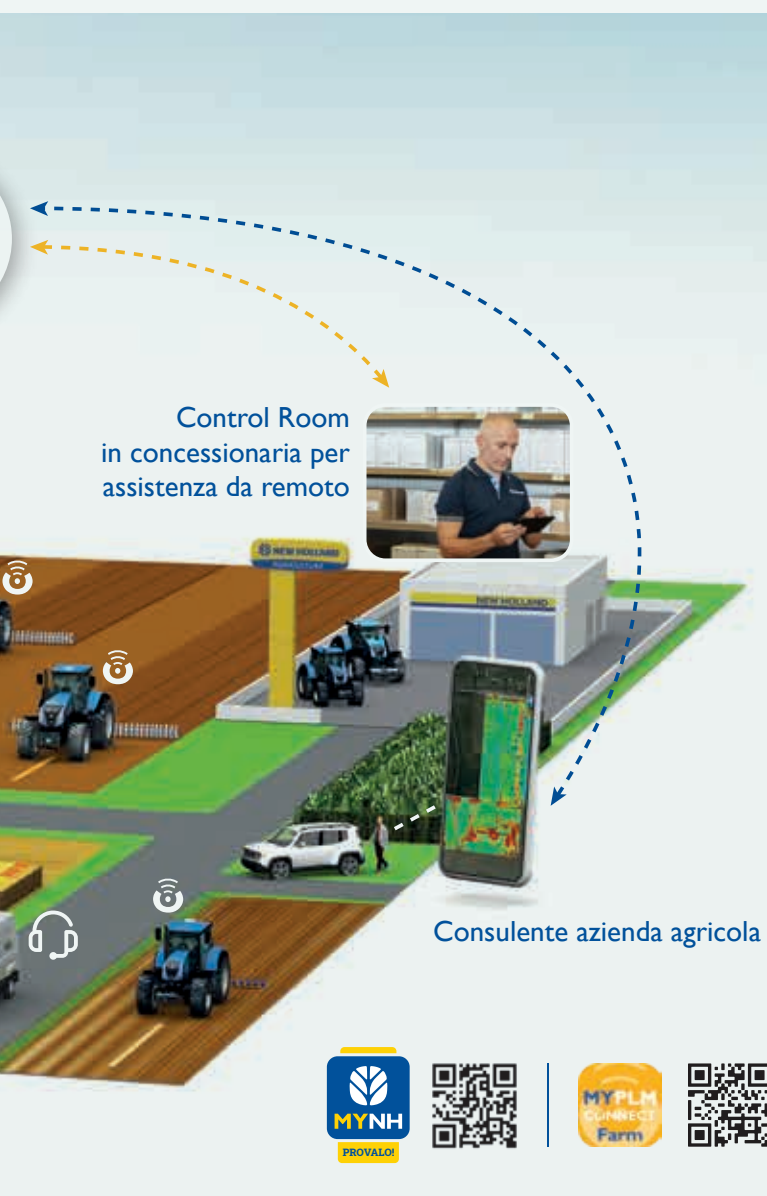 Control Room
in concessionaria per
assistenza da remoto
NEW HOLLAND
AGRICULTURE
NEW HOLLAND
Consulente azienda agricola
MYNH
PROVALO!
MYPLM
CONNECT
Farm